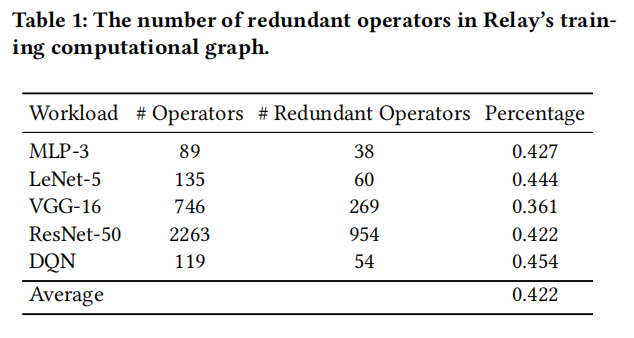 Table 1: The number of redundant operators in Relay's train-
ing computational graph.
Workload # Operators # Redundant Operators Percentage
MLP-3 89 38 0.427
LeNet-5 135 60 0.444
VGG-16 746 269 0.361
ResNet-50 2263 954 0.422
DQN 119 54 0.454
Average 0.422